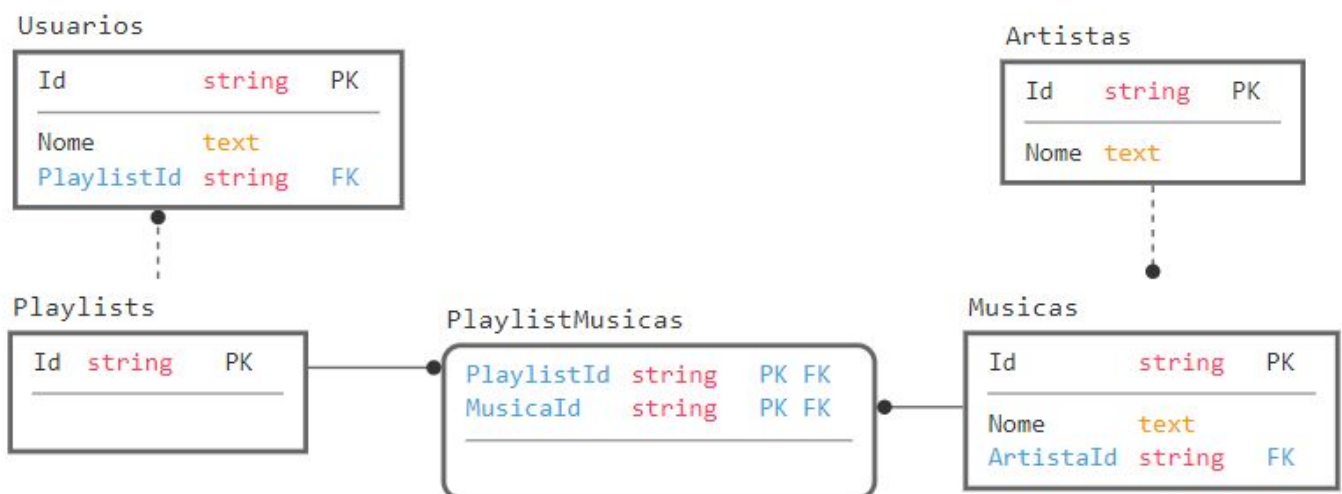 Usuarios
Id string PK
Nome text
PlaylistId string FK
Artistas
Id string PK
Nome text
Playlists
Id string PK
PlaylistMusicas
PlaylistId string PK FK
MusicaId string PK FK
Musicas
Id string PK
Nome text
ArtistaId string FK